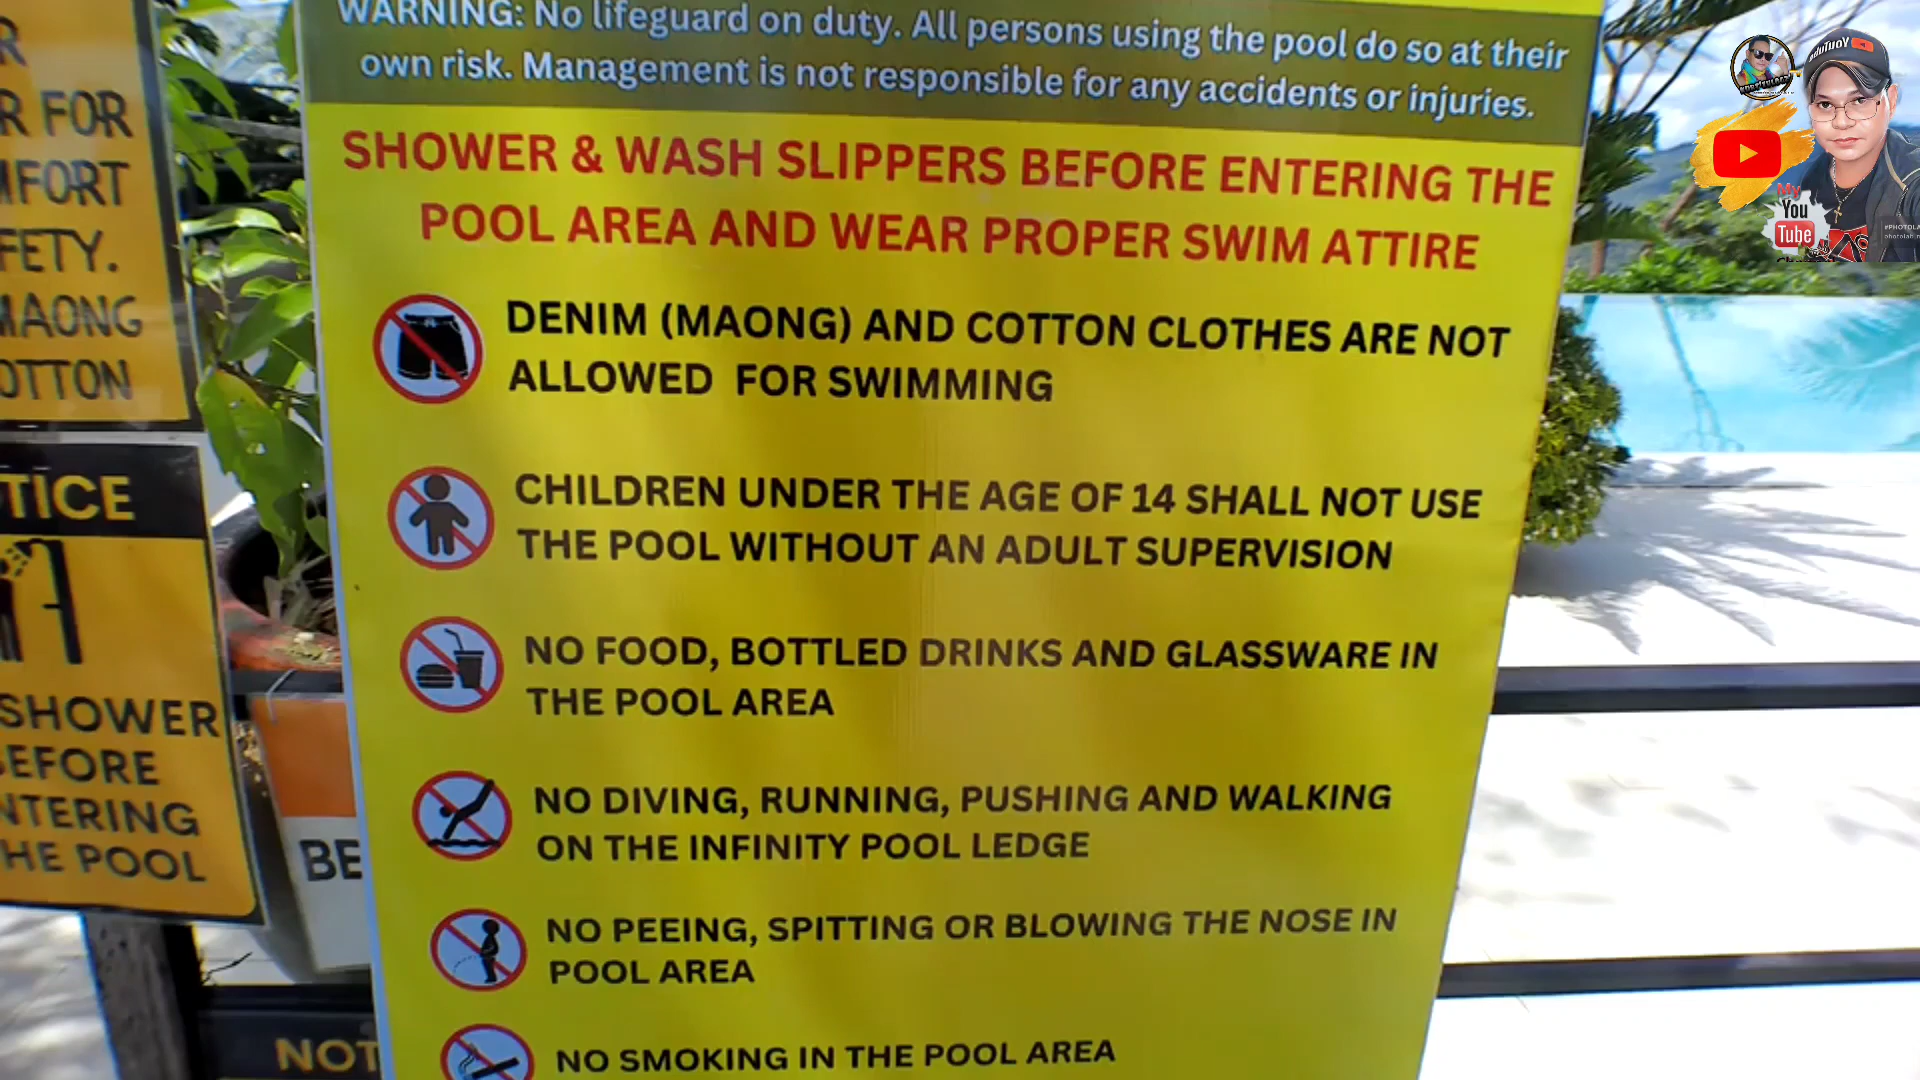 WARNING: No lifeguard on duty. All persons using the pool do so at their
own risk. Management is not responsible for any accidents or injuries.
SHOWER & WASH SLIPPERS BEFORE ENTERING THE
POOL AREA AND WEAR PROPER SWIM ATTIRE
DENIM (MAONG) AND COTTON CLOTHES ARE NOT
ALLOWED FOR SWIMMING
CHILDREN UNDER THE AGE OF 14 SHALL NOT USE
THE POOL WITHOUT AN ADULT SUPERVISION
NO FOOD, BOTTLED DRINKS AND GLASSWARE IN
THE POOL AREA
NO DIVING, RUNNING, PUSHING AND WALKING
ON THE INFINITY POOL LEDGE
NO PEEING, SPITTING OR BLOWING THE NOSE IN
POOL AREA
NO SMOKING IN THE POOL AREA
R FOR
MFORT
FETY.
MAONG
OTTON
TICE
SHOWER
BEFORE
NTERING
HE POOL
BE
NOT
My
You
Tube
#PHOTOLA